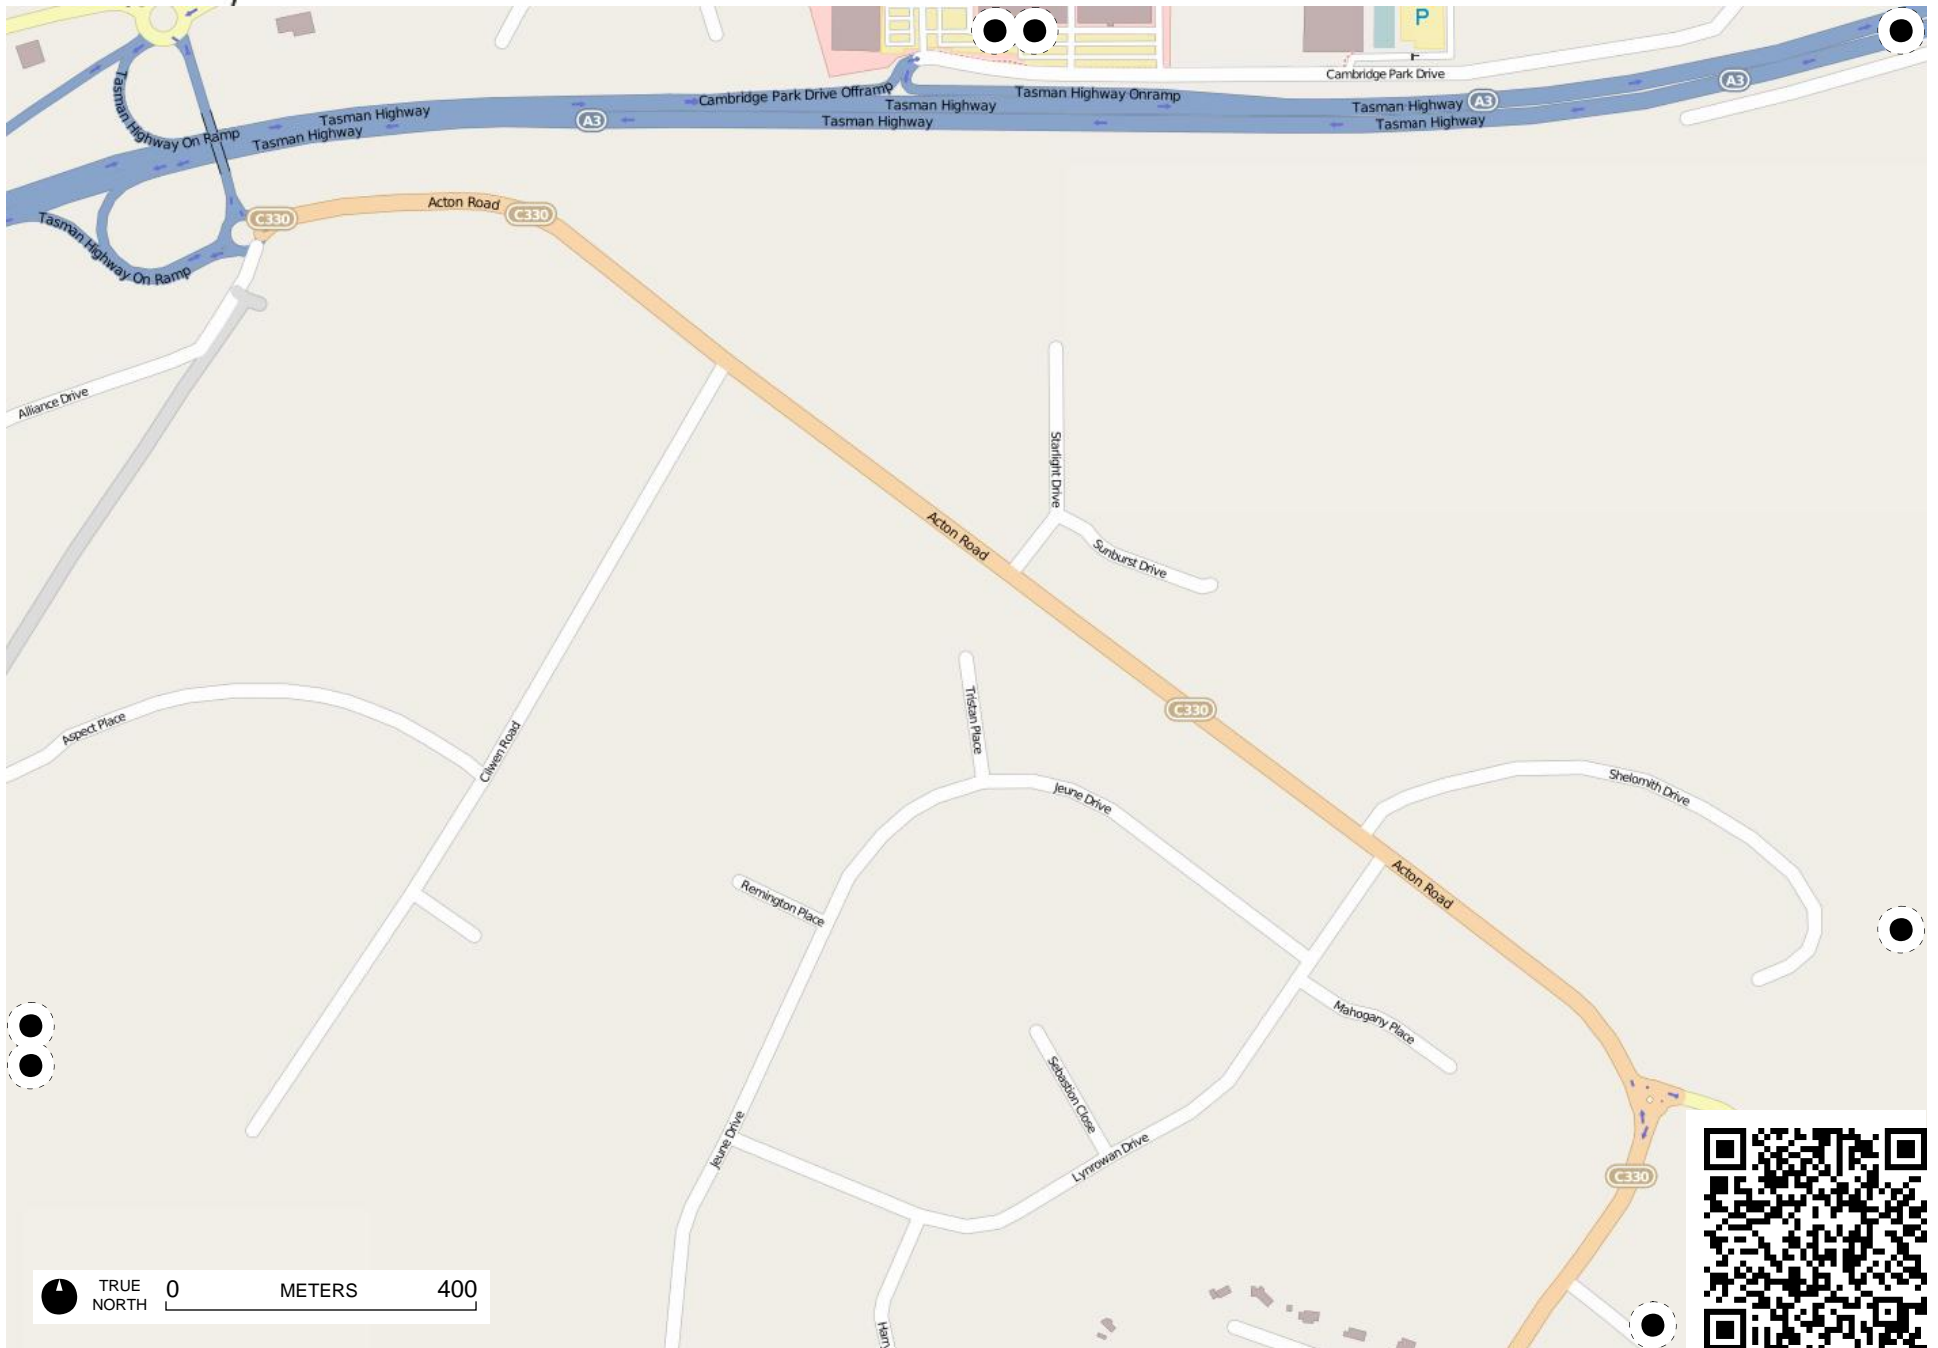 P
Cambridge Park Drive
A3
Tasman Highway On Ramp
Tasman Highway
Tasman Highway
A3
Cambridge Park Drive Offramp
Tasman Highway
Tasman Highway
Tasman Highway Onramp
Tasman Highway
A3
Tasman Highway
Tasman Highway On Ramp
C330
Acton Road
C330
Alliance Drive
Starlight Drive
Acton Road
Sunburst Drive
Tristan Place
C330
Aspect Place
Cilwen Road
Jeune Drive
Shelomith Drive
Remington Place
Acton Road
Mahogany Place
Sebastion Close
Jeune Drive
Lynrowan Drive
C330
TRUE
NORTH
0 METERS 400